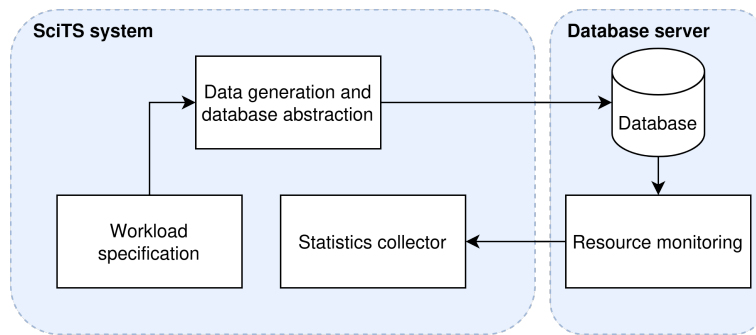 SciTS system
Database server
Data generation and
database abstraction
Database
Workload
specification
Statistics collector
Resource monitoring